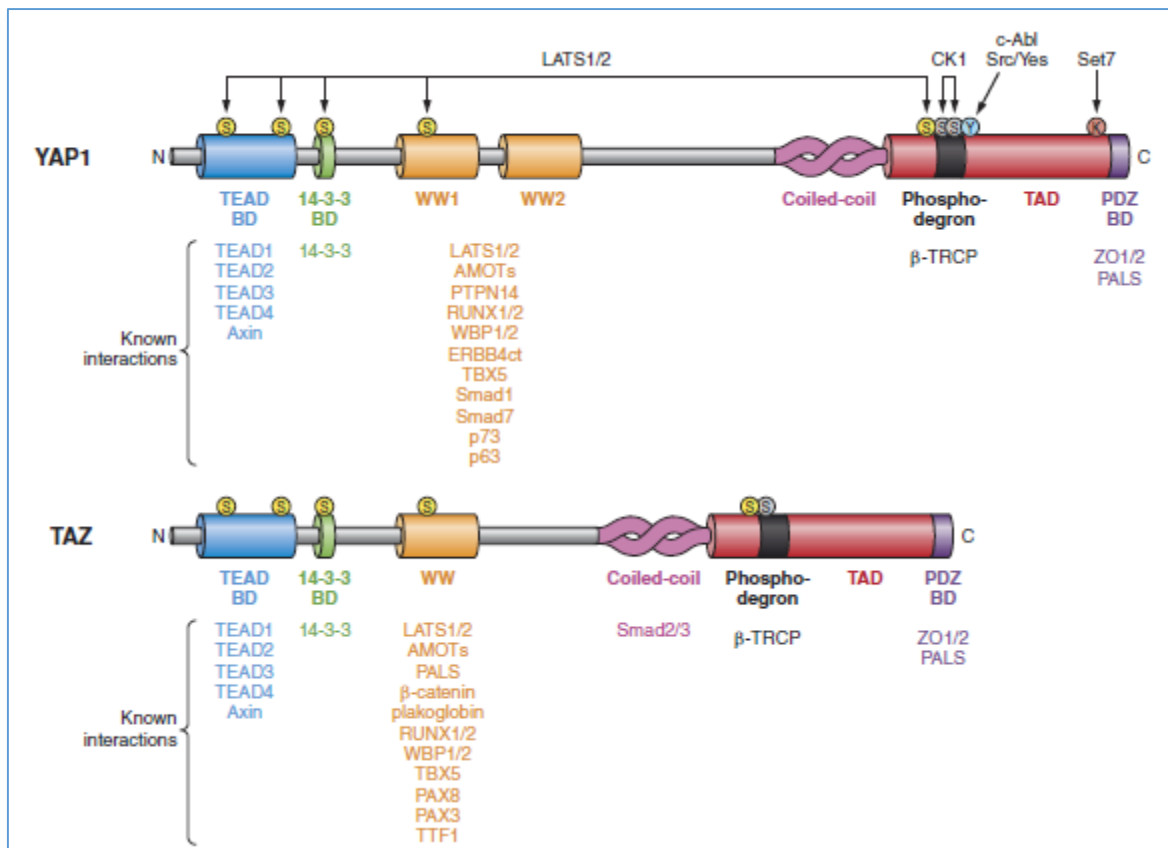 LATS1/2
CK1
c-Abl
Src/Yes
Set7
S S S S S S S Y K
YAP1
N
C
TEAD
BD
14-3-3
BD
WW1
WW2
Coiled-coil
Phospho-
degron
TAD
PDZ
BD
Known
interactions
TEAD1
TEAD2
TEAD3
TEAD4
Axin
14-3-3
LATS1/2
AMOTs
PTPN14
RUNX1/2
WBP1/2
ERBB4ct
TBX5
Smad1
Smad7
p73
p63
β-TRCP
ZO1/2
PALS
S S S S S S
TAZ
N
C
TEAD
BD
14-3-3
BD
WW
Coiled-coil
Phospho-
degron
TAD
PDZ
BD
Known
interactions
TEAD1
TEAD2
TEAD3
TEAD4
Axin
14-3-3
LATS1/2
AMOTs
PALS
β-catenin
plakoglobin
RUNX1/2
WBP1/2
TBX5
PAX8
PAX3
TTF1
Smad2/3
β-TRCP
ZO1/2
PALS